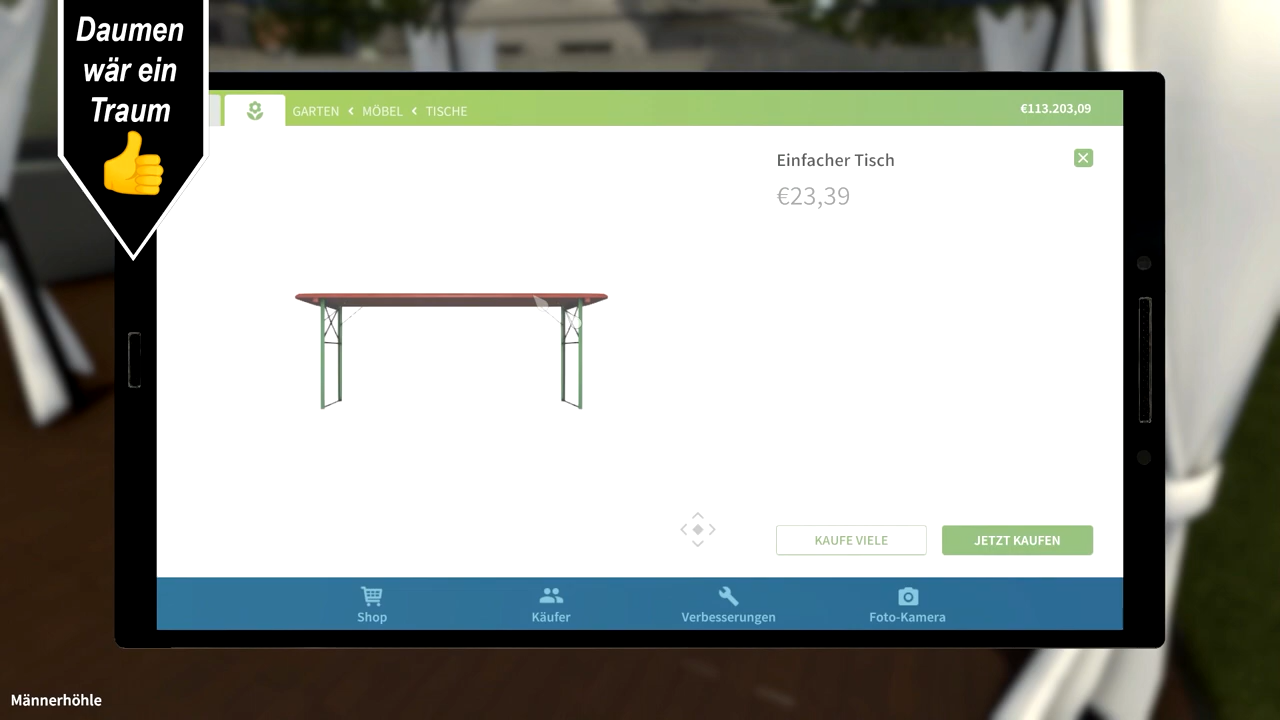 Daumen
wär ein
Traum
GARTEN < MÖBEL < TISCHE
€113.203,09
Einfacher Tisch
€23,39
KAUFE VIELE
JETZT KAUFEN
Shop
Käufer
Verbesserungen
Foto-Kamera
Männerhöhle